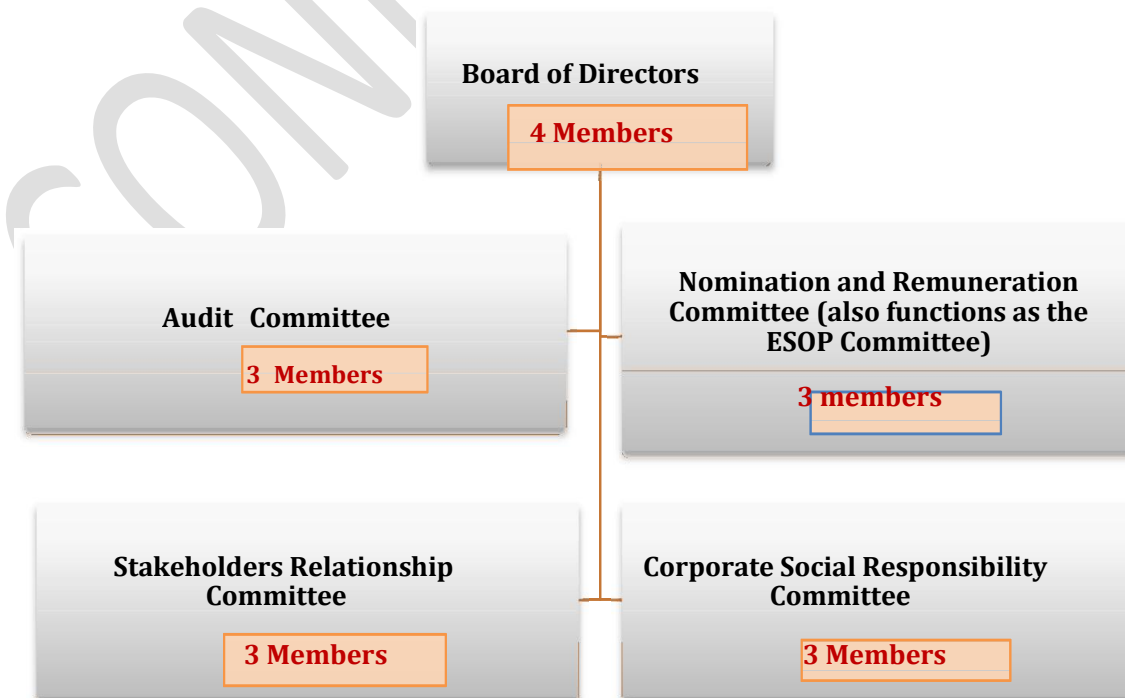 Board of Directors
4 Members
Audit Committee
3 Members
Nomination and Remuneration
Committee (also functions as the
ESOP Committee)
3 members
Stakeholders Relationship
Committee
3 Members
Corporate Social Responsibility
Committee
3 Members